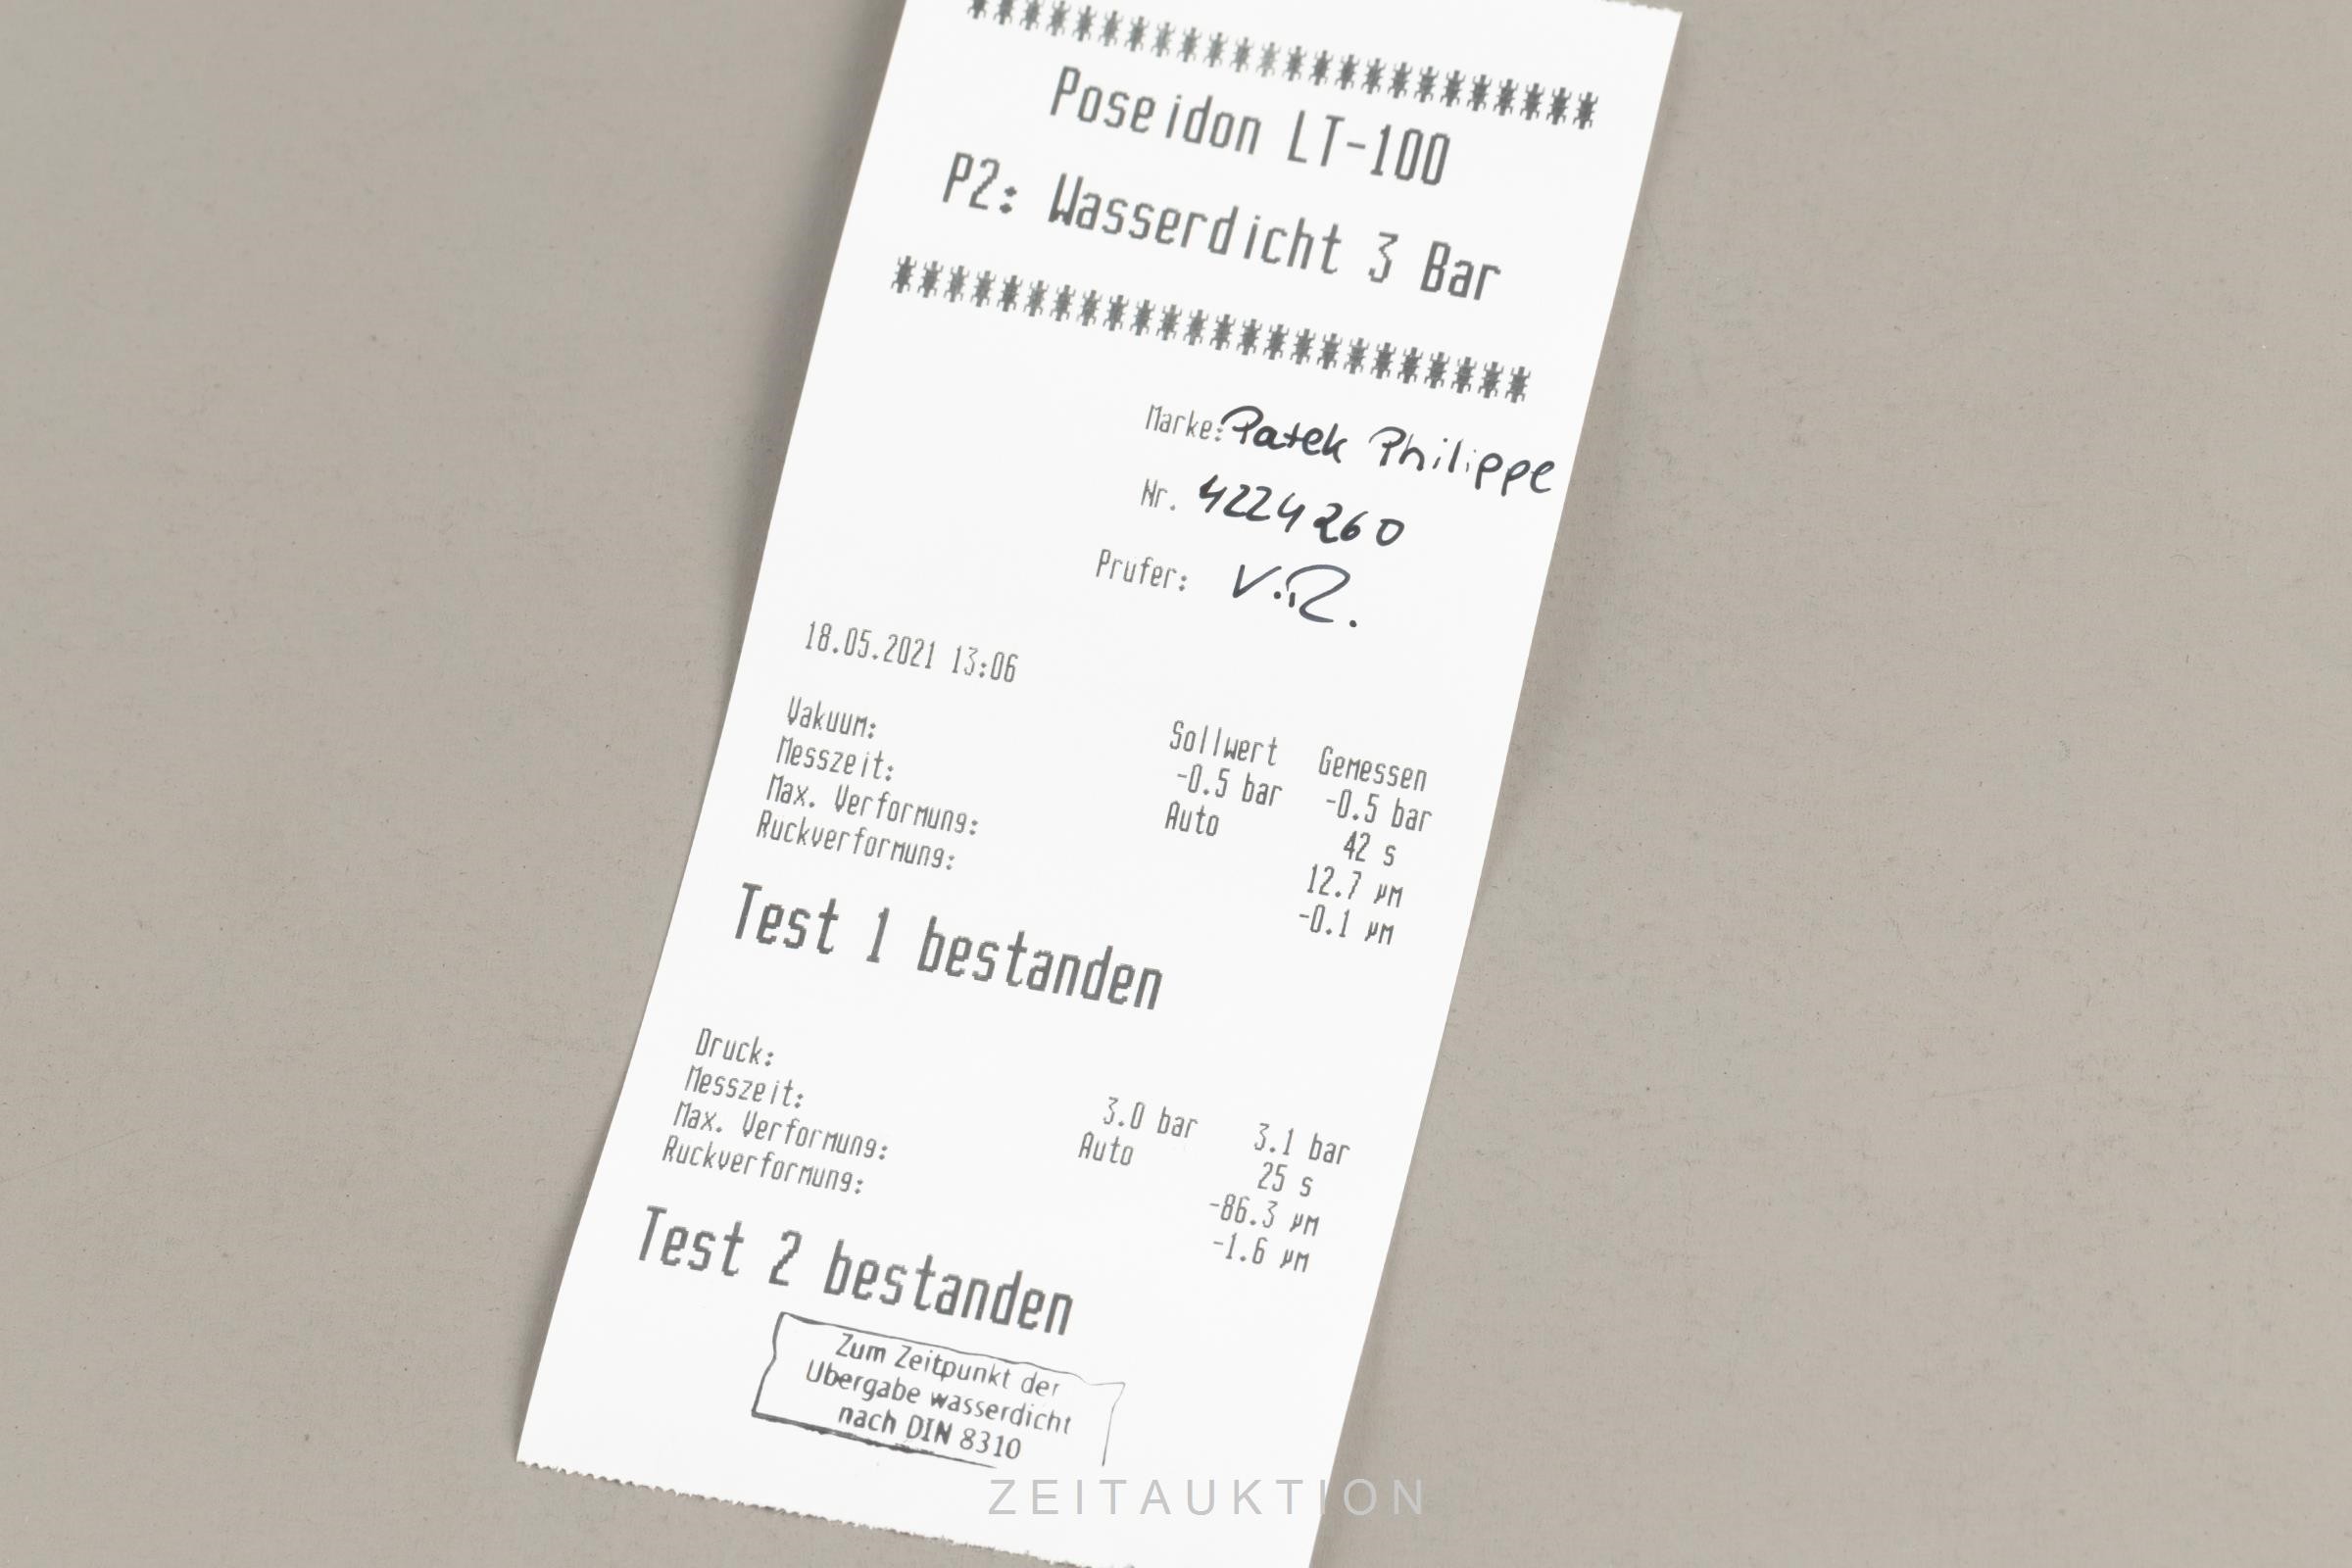 ************************
Poseidon LT-100
P2: Wasserdicht 3 Bar
************************
Marke: Patek Philippe
Nr. 4224260
Prufer: V.R.
18.05.2021 13:06
Sollwert Gemessen
Vakuum: -0.5 bar -0.5 bar
Messzeit: Auto 42 s
Max. Verformung: 12.7 µm
Ruckverformung: -0.1 µm
Test 1 bestanden
Druck: 3.0 bar 3.1 bar
Messzeit: Auto 25 s
Max. Verformung: -86.3 µm
Ruckverformung: -1.6 µm
Test 2 bestanden
Zum Zeitpunkt der
Übergabe wasserdicht
nach DIN 8310
ZEITAUKTION